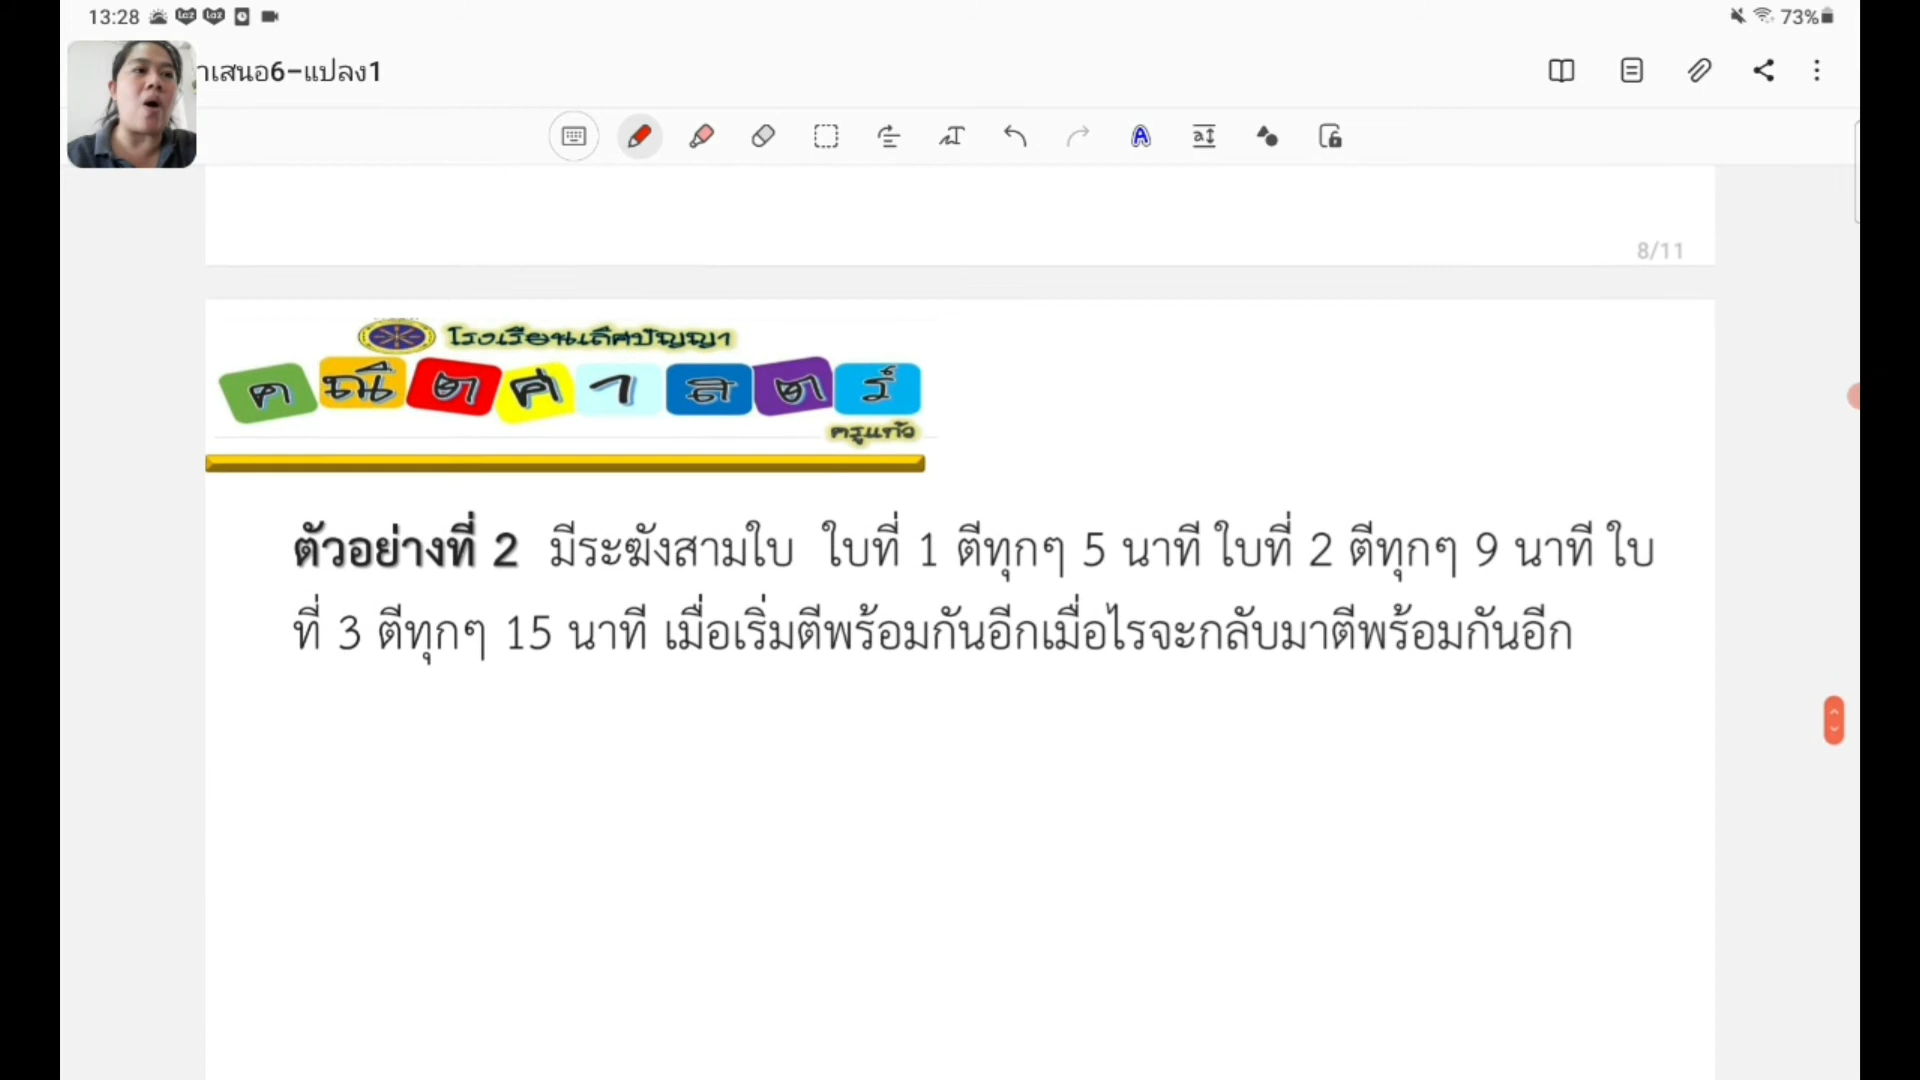 13:28
73%
าเสนอ6-แปลง1
8/11
โรงเรียนเลิศปัญญา
คณิตศาสตร์
ครูแก้ว
ตัวอย่างที่ 2 มีระฆังสามใบ ใบที่ 1 ตีทุกๆ 5 นาที ใบที่ 2 ตีทุกๆ 9 นาที ใบ
ที่ 3 ตีทุกๆ 15 นาที เมื่อเริ่มตีพร้อมกันอีกเมื่อไรจะกลับมาตีพร้อมกันอีก